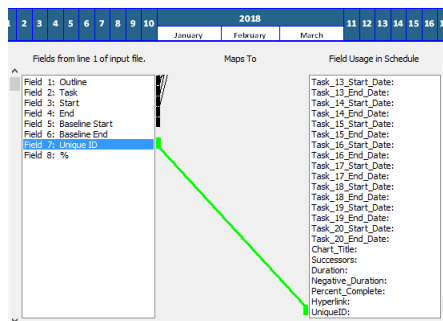 1 2 3 4 5 6 7 8 9 10 2018 11 12 13 14 15 16 1
January February March
Fields from line 1 of input file. Maps To Field Usage in Schedule
Field 1: Outline
Field 2: Task
Field 3: Start
Field 4: End
Field 5: Baseline Start
Field 6: Baseline End
Field 7: Unique ID
Field 8: %
Task_13_Start_Date:
Task_13_End_Date:
Task_14_Start_Date:
Task_14_End_Date:
Task_15_Start_Date:
Task_15_End_Date:
Task_16_Start_Date:
Task_16_End_Date:
Task_17_Start_Date:
Task_17_End_Date:
Task_18_Start_Date:
Task_18_End_Date:
Task_19_Start_Date:
Task_19_End_Date:
Task_20_Start_Date:
Task_20_End_Date:
Chart_Title:
Successors:
Duration:
Negative_Duration:
Percent_Complete:
Hyperlink:
UniqueID: